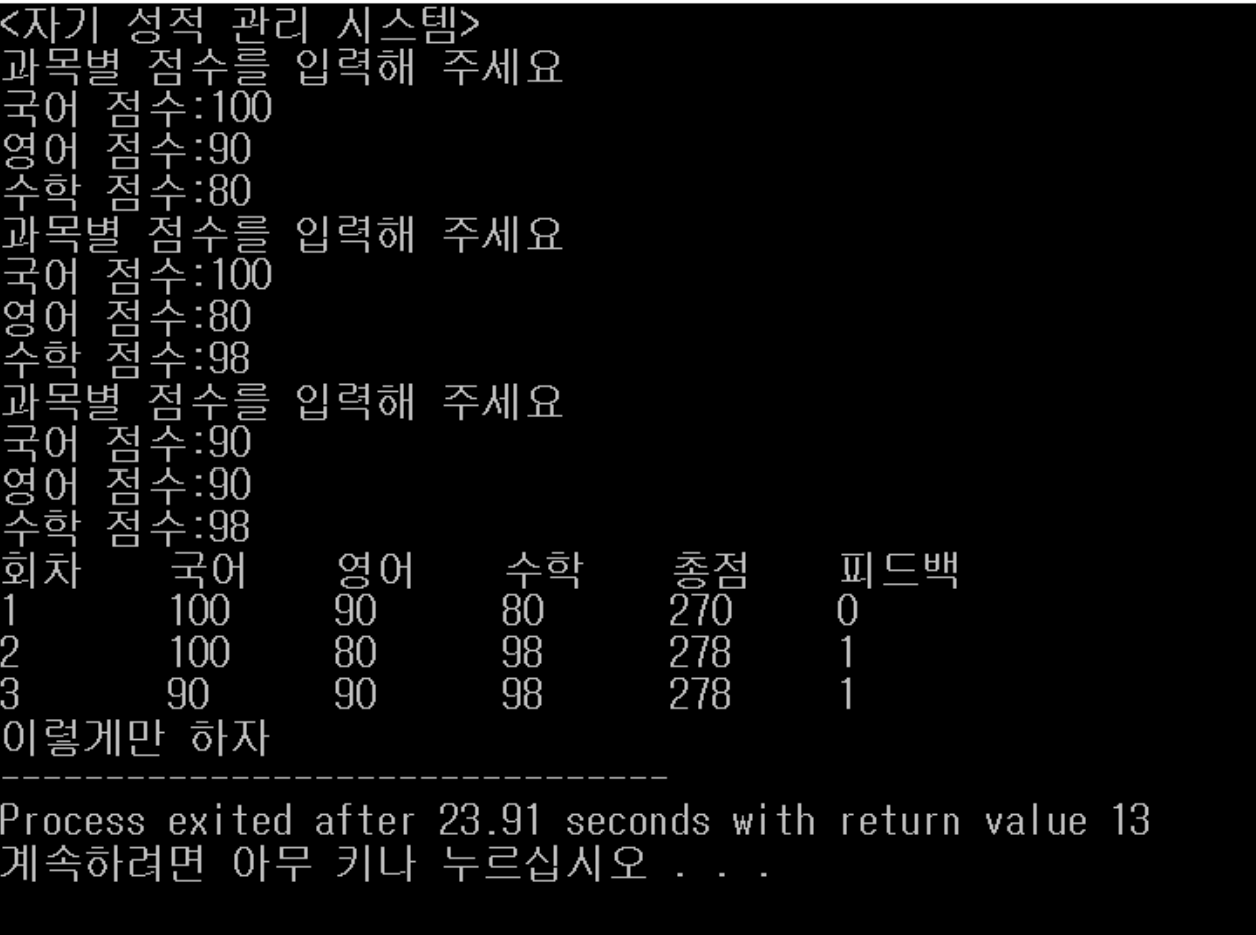 <자기 성적 관리 시스템>
과목별 점수를 입력해 주세요
국어 점수:100
영어 점수:90
수학 점수:80
과목별 점수를 입력해 주세요
국어 점수:100
영어 점수:80
수학 점수:98
과목별 점수를 입력해 주세요
국어 점수:90
영어 점수:90
수학 점수:98
회차 국어 영어 수학 총점 피드백
1 100 90 80 270 0
2 100 80 98 278 1
3 90 90 98 278 1
이렇게만 하자
--------------------------------
Process exited after 23.91 seconds with return value 13
계속하려면 아무 키나 누르십시오 . . .